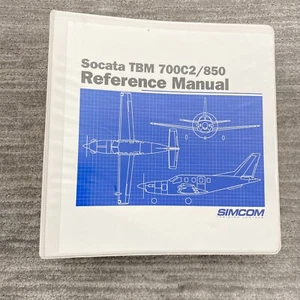 Socata TBM 700C2/850
Reference Manual
SIMCOM